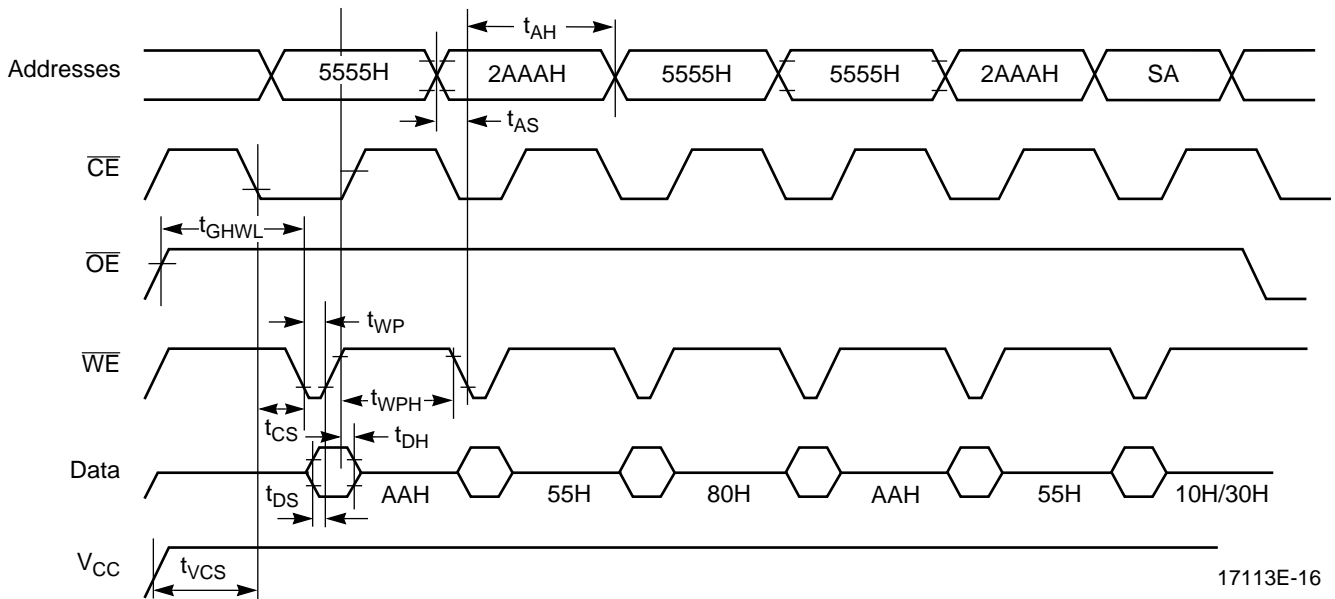 tAH
Addresses 5555H 2AAAH 5555H 5555H 2AAAH SA
tAS
CE
tGHWL
OE
tWP
WE
tWPH
tCS tDH
Data
tDS AAH 55H 80H AAH 55H 10H/30H
VCC tVCS
17113E-16